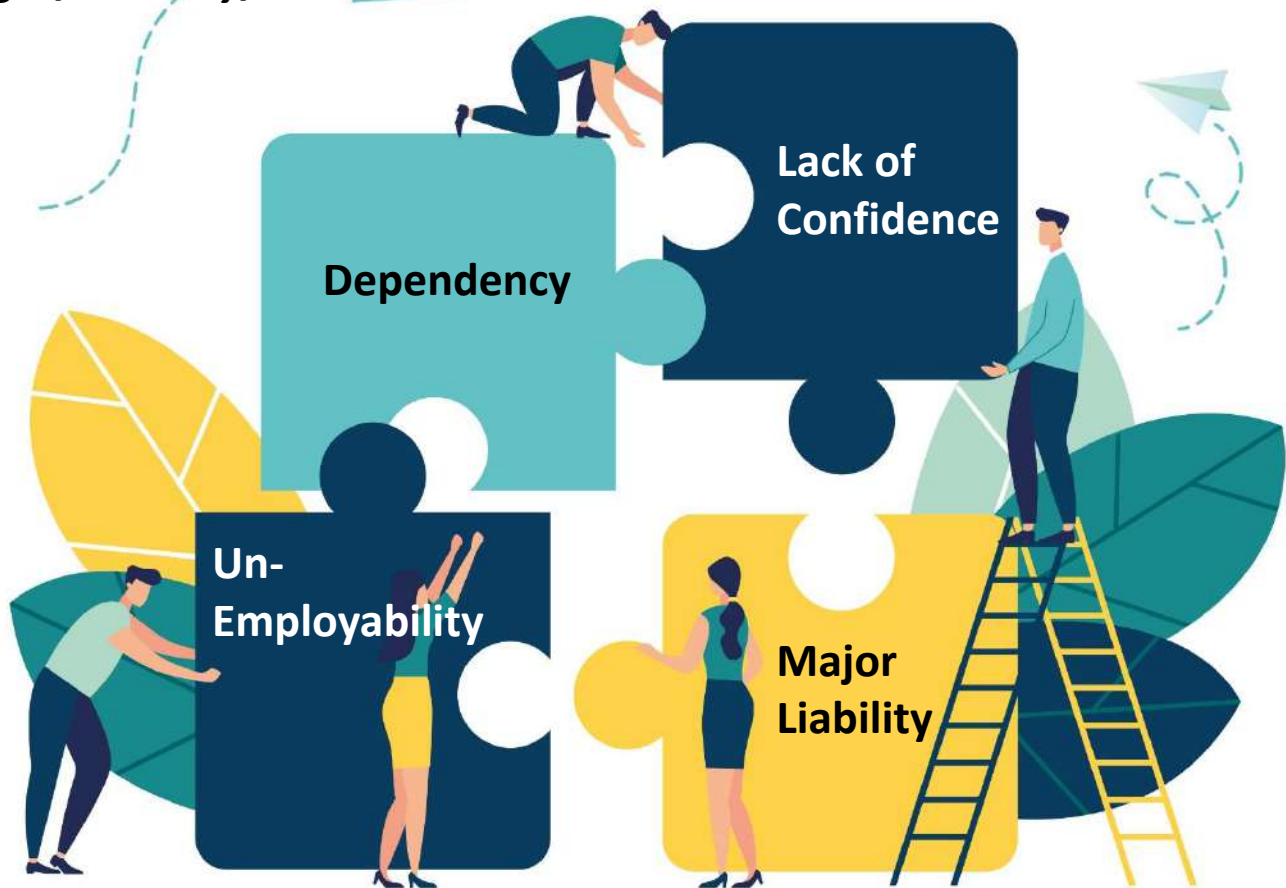 Lack of
Confidence
Dependency
Un-
Employability
Major
Liability